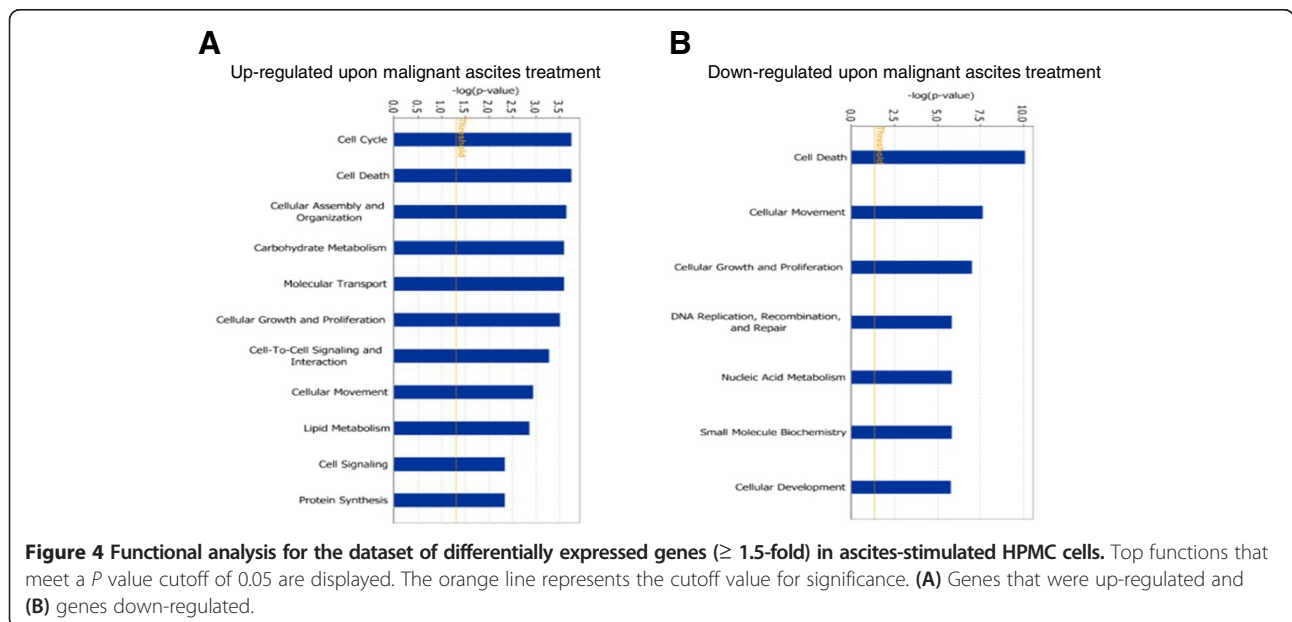 A
Up-regulated upon malignant ascites treatment
-log(p-value)
0.0 0.5 1.0 1.5 2.0 2.5 3.0 3.5
Threshold
Cell Cycle
Cell Death
Cellular Assembly and
Organization
Carbohydrate Metabolism
Molecular Transport
Cellular Growth and Proliferation
Cell-To-Cell Signaling and
Interaction
Cellular Movement
Lipid Metabolism
Cell Signaling
Protein Synthesis
B
Down-regulated upon malignant ascites treatment
-log(p-value)
0.0 2.5 5.0 7.5 10.0
Threshold
Cell Death
Cellular Movement
Cellular Growth and Proliferation
DNA Replication, Recombination,
and Repair
Nucleic Acid Metabolism
Small Molecule Biochemistry
Cellular Development
Figure 4 Functional analysis for the dataset of differentially expressed genes (≥ 1.5-fold) in ascites-stimulated HPMC cells. Top functions that
meet a P value cutoff of 0.05 are displayed. The orange line represents the cutoff value for significance. (A) Genes that were up-regulated and
(B) genes down-regulated.